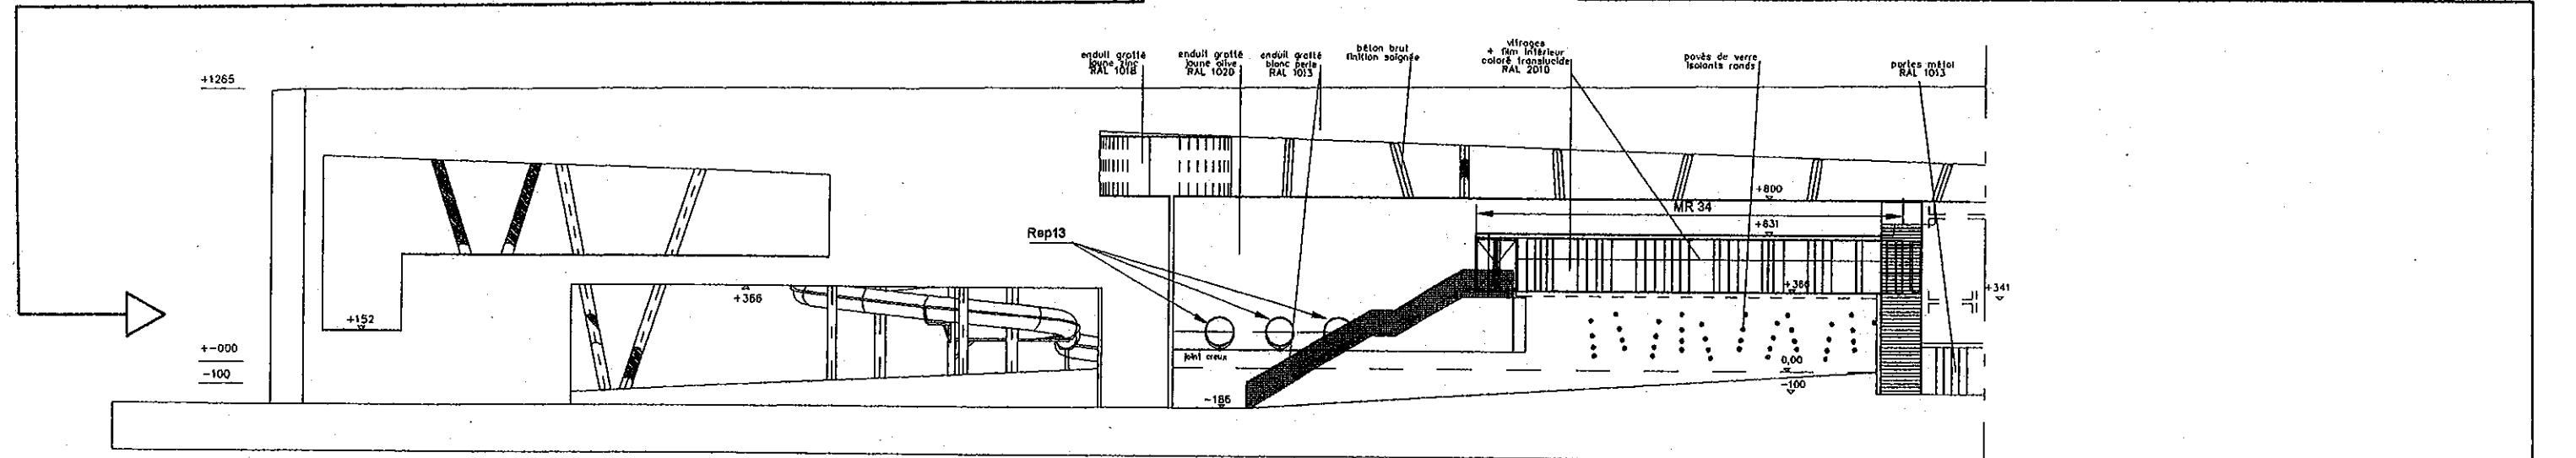 enduit gratté
jaune zinc
RAL 1018
enduit gratté
jaune olive
RAL 1020
enduit gratté
blanc perle
RAL 1013
béton brut
finition soignée
vitrages
+ film intérieur
coloré translucide
RAL 2010
pavés de verre
isolants ronds
portes métal
RAL 1013
+1265
+800
MR 34
+631
Rep13
+366
+366
+341
+152
joint creux
+-000
0,00
-100
-100
-186